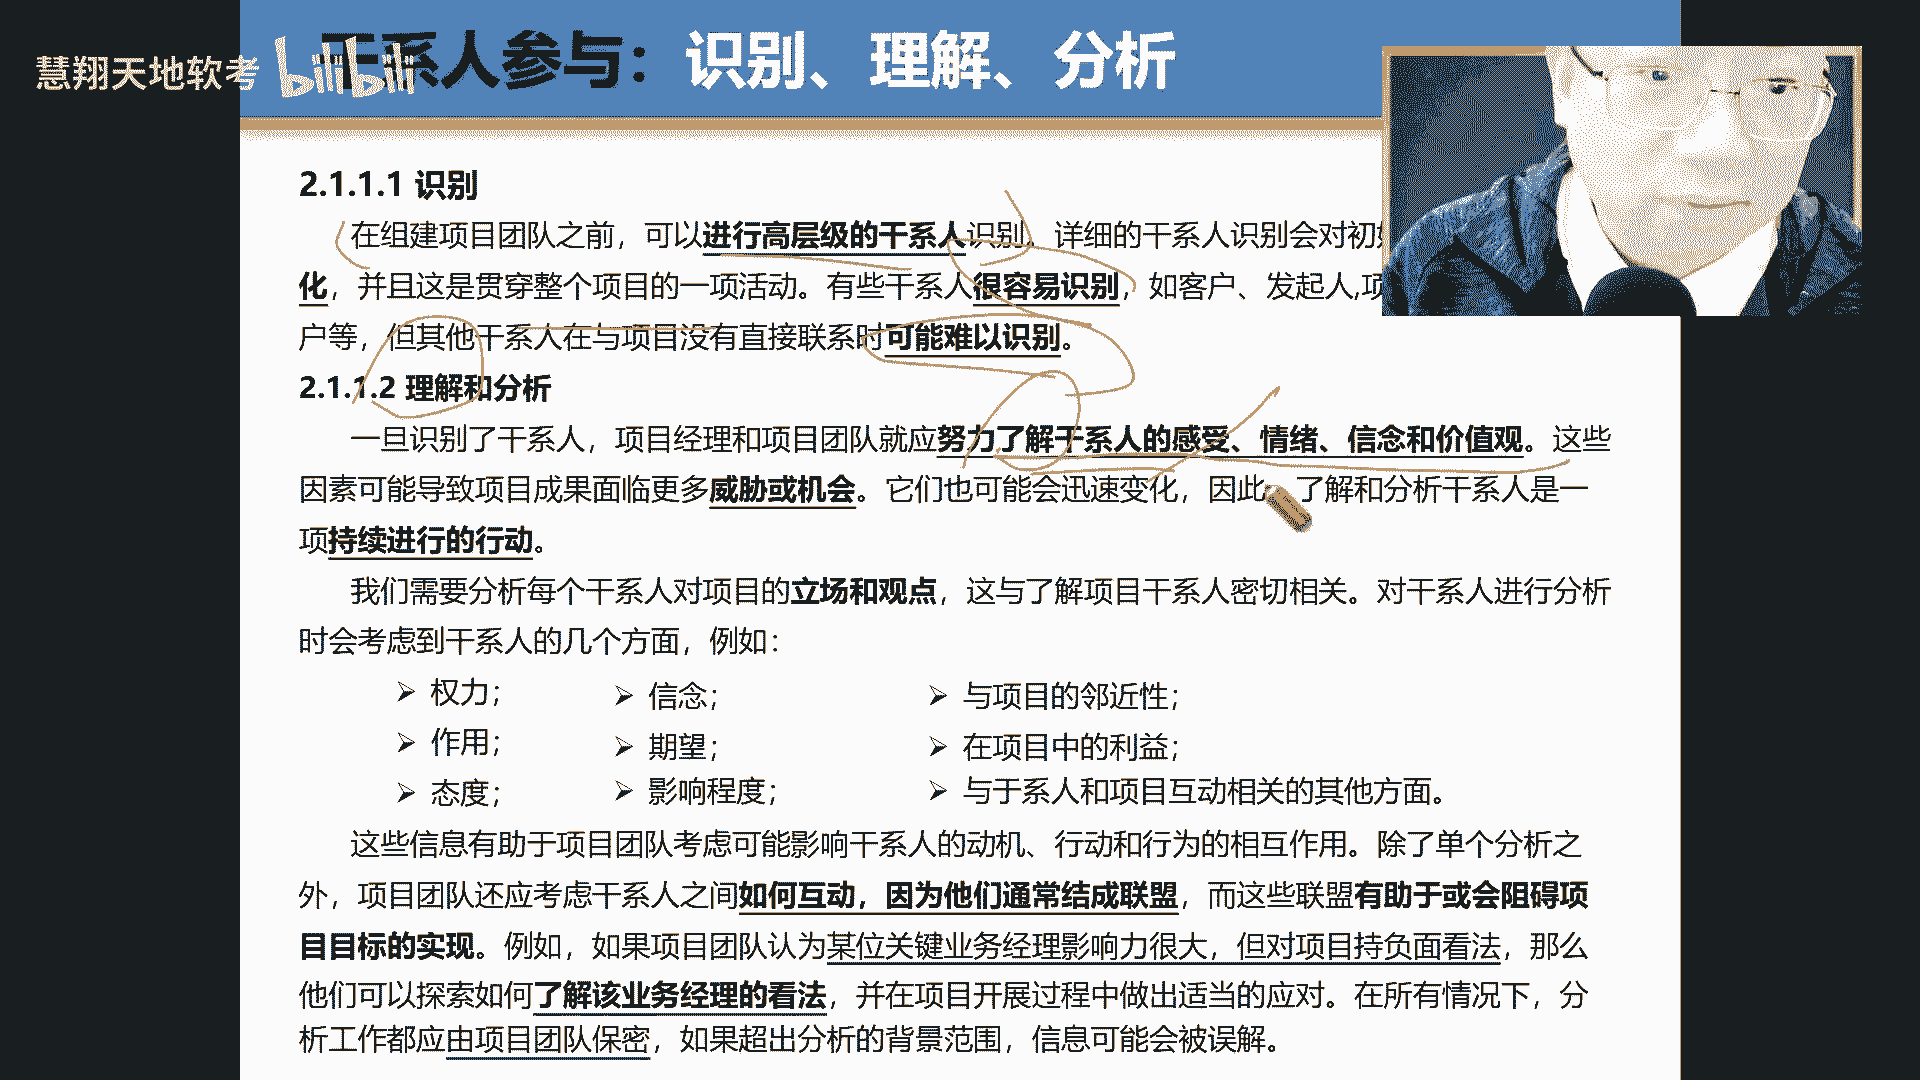 慧翔天地软考 bilibili
干系人参与：识别、理解、分析
2.1.1.1 识别
在组建项目团队之前，可以进行高层级的干系人识别。详细的干系人识别会对初
化，并且这是贯穿整个项目的一项活动。有些干系人很容易识别，如客户、发起人,项
户等，但其他干系人在与项目没有直接联系时可能难以识别。
2.1.1.2 理解和分析
一旦识别了干系人，项目经理和项目团队就应努力了解干系人的感受、情绪、信念和价值观。这些
因素可能导致项目成果面临更多威胁或机会。它们也可能会迅速变化，因此 了解和分析干系人是一
项持续进行的行动。
我们需要分析每个干系人对项目的立场和观点，这与了解项目干系人密切相关。对干系人进行分析
时会考虑到干系人的几个方面，例如：
➢ 权力； ➢ 信念； ➢ 与项目的邻近性；
➢ 作用； ➢ 期望； ➢ 在项目中的利益；
➢ 态度； ➢ 影响程度； ➢ 与于系人和项目互动相关的其他方面。
这些信息有助于项目团队考虑可能影响干系人的动机、行动和行为的相互作用。除了单个分析之
外，项目团队还应考虑干系人之间如何互动，因为他们通常结成联盟，而这些联盟有助于或会阻碍项
目目标的实现。例如，如果项目团队认为某位关键业务经理影响力很大，但对项目持负面看法，那么
他们可以探索如何了解该业务经理的看法，并在项目开展过程中做出适当的应对。在所有情况下，分
析工作都应由项目团队保密，如果超出分析的背景范围，信息可能会被误解。